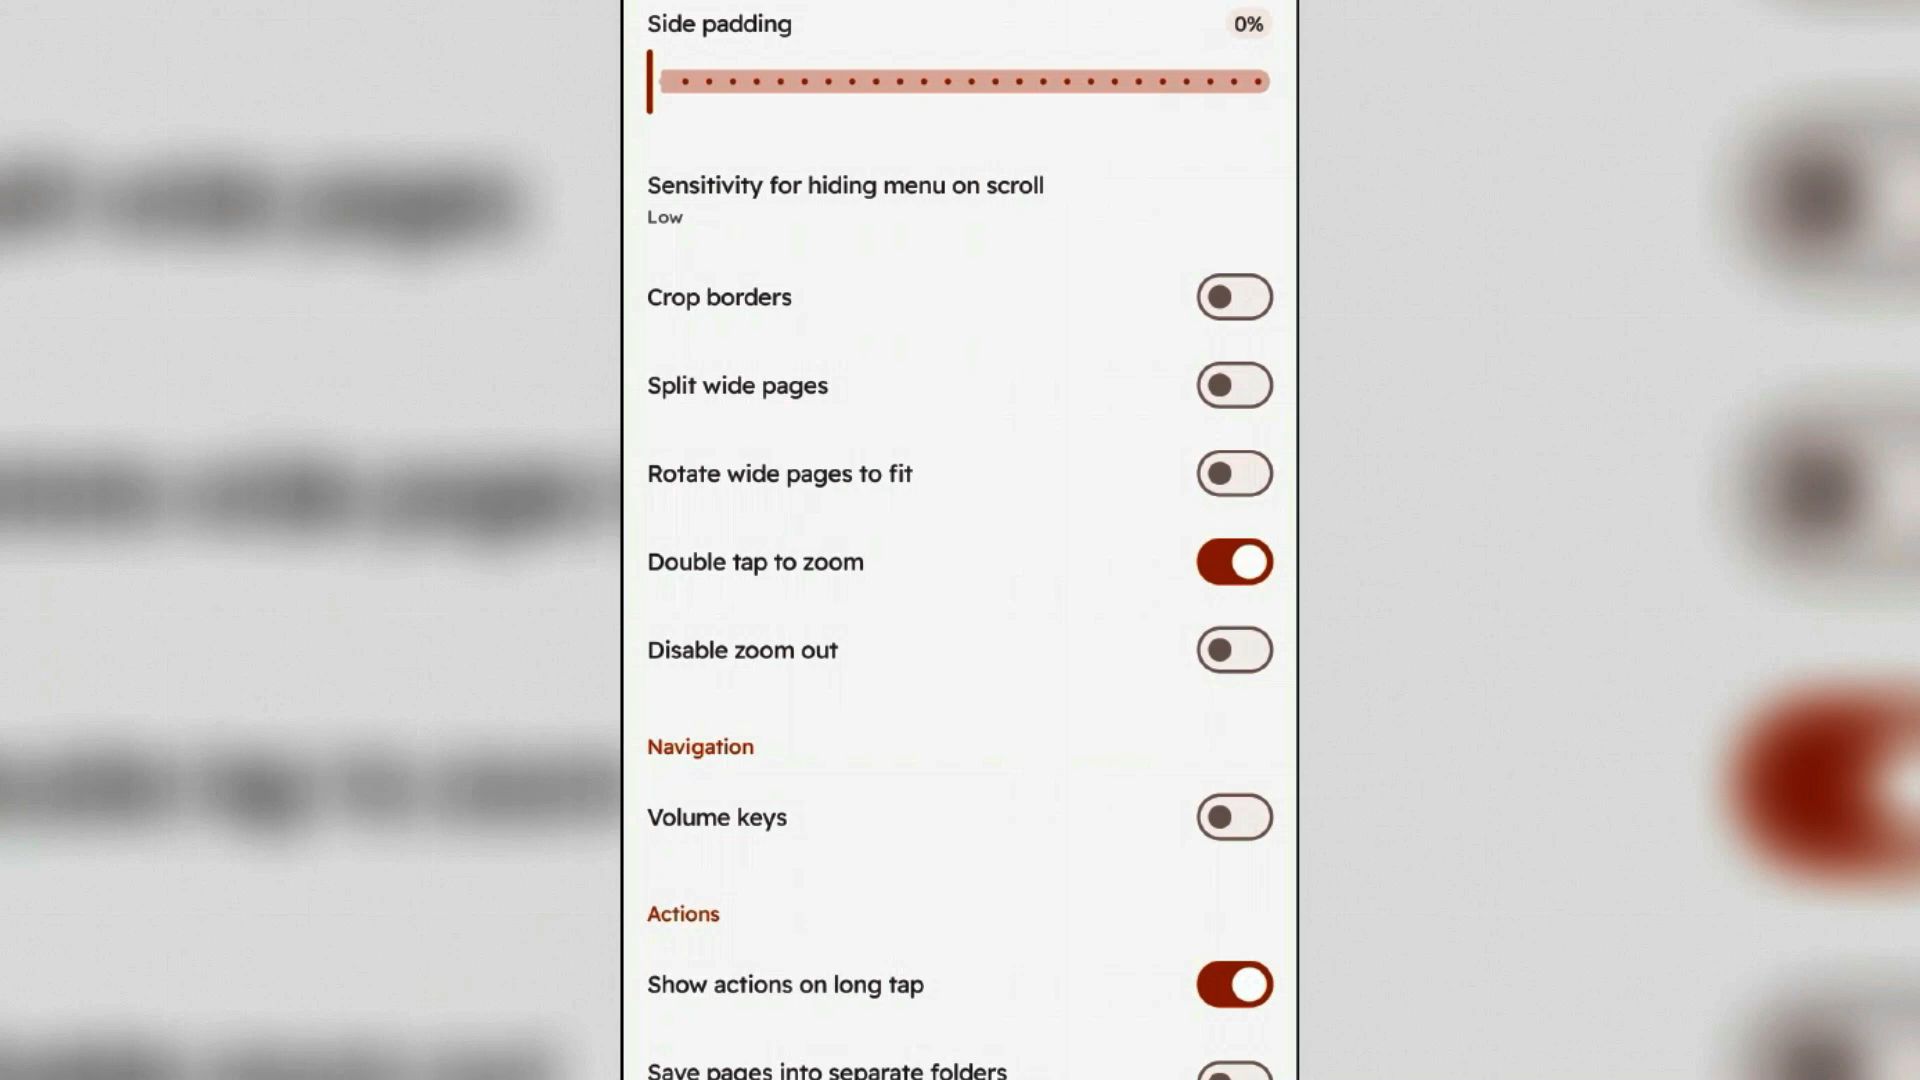 Side padding
0%
Sensitivity for hiding menu on scroll
Low
Crop borders
Split wide pages
Rotate wide pages to fit
Double tap to zoom
Disable zoom out
Navigation
Volume keys
Actions
Show actions on long tap
Save pages into separate folders